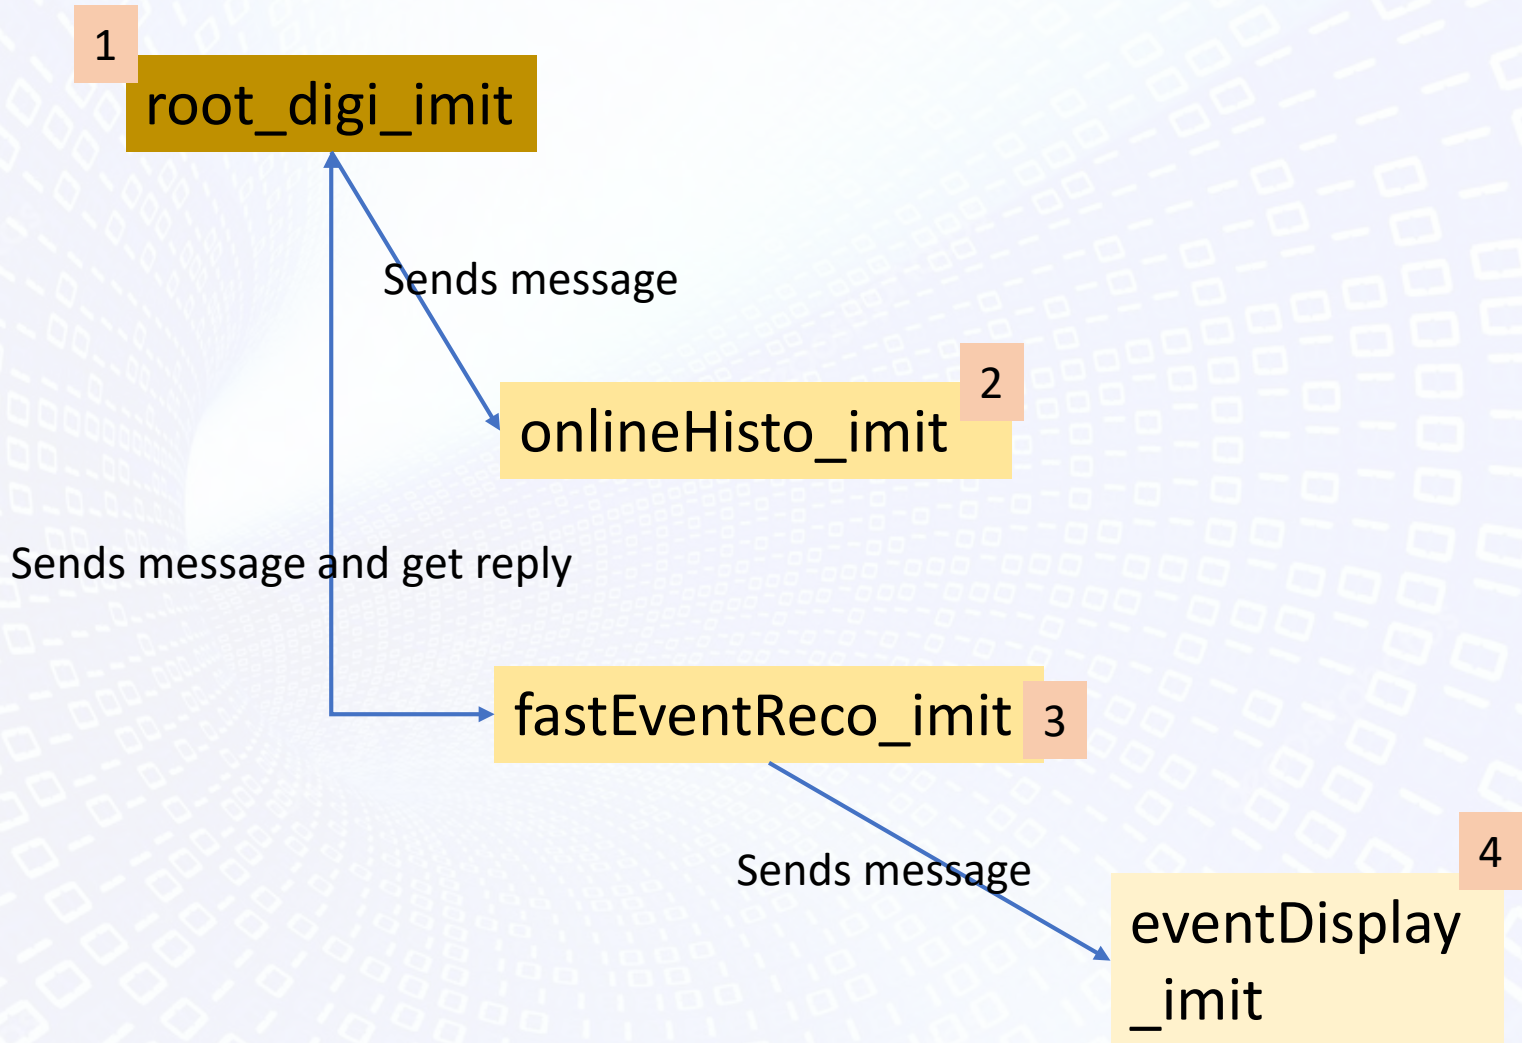 1
root_digi_imit
Sends message
2
onlineHisto_imit
Sends message and get reply
fastEventReco_imit
3
Sends message
4
eventDisplay
_imit